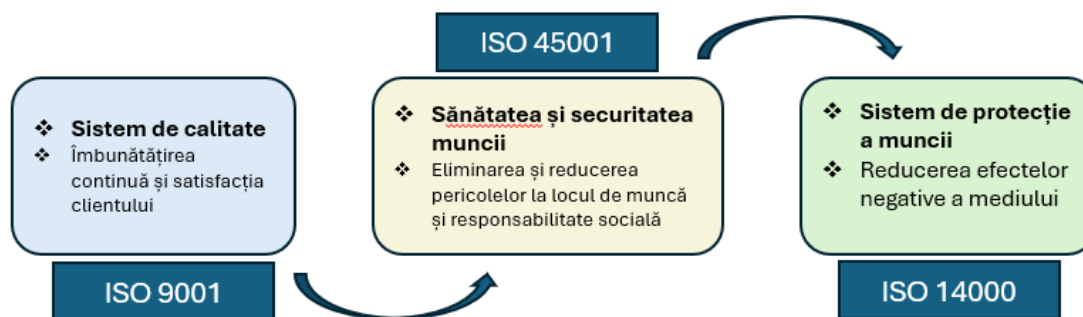 Sistem de calitate
Îmbunătățirea
continuă și satisfacția
clientului
ISO 9001
ISO 45001
Sănătatea și securitatea
muncii
Eliminarea și reducerea
pericolelor la locul de muncă
și responsabilitate socială
Sistem de protecție
a muncii
Reducerea efectelor
negative a mediului
ISO 14000